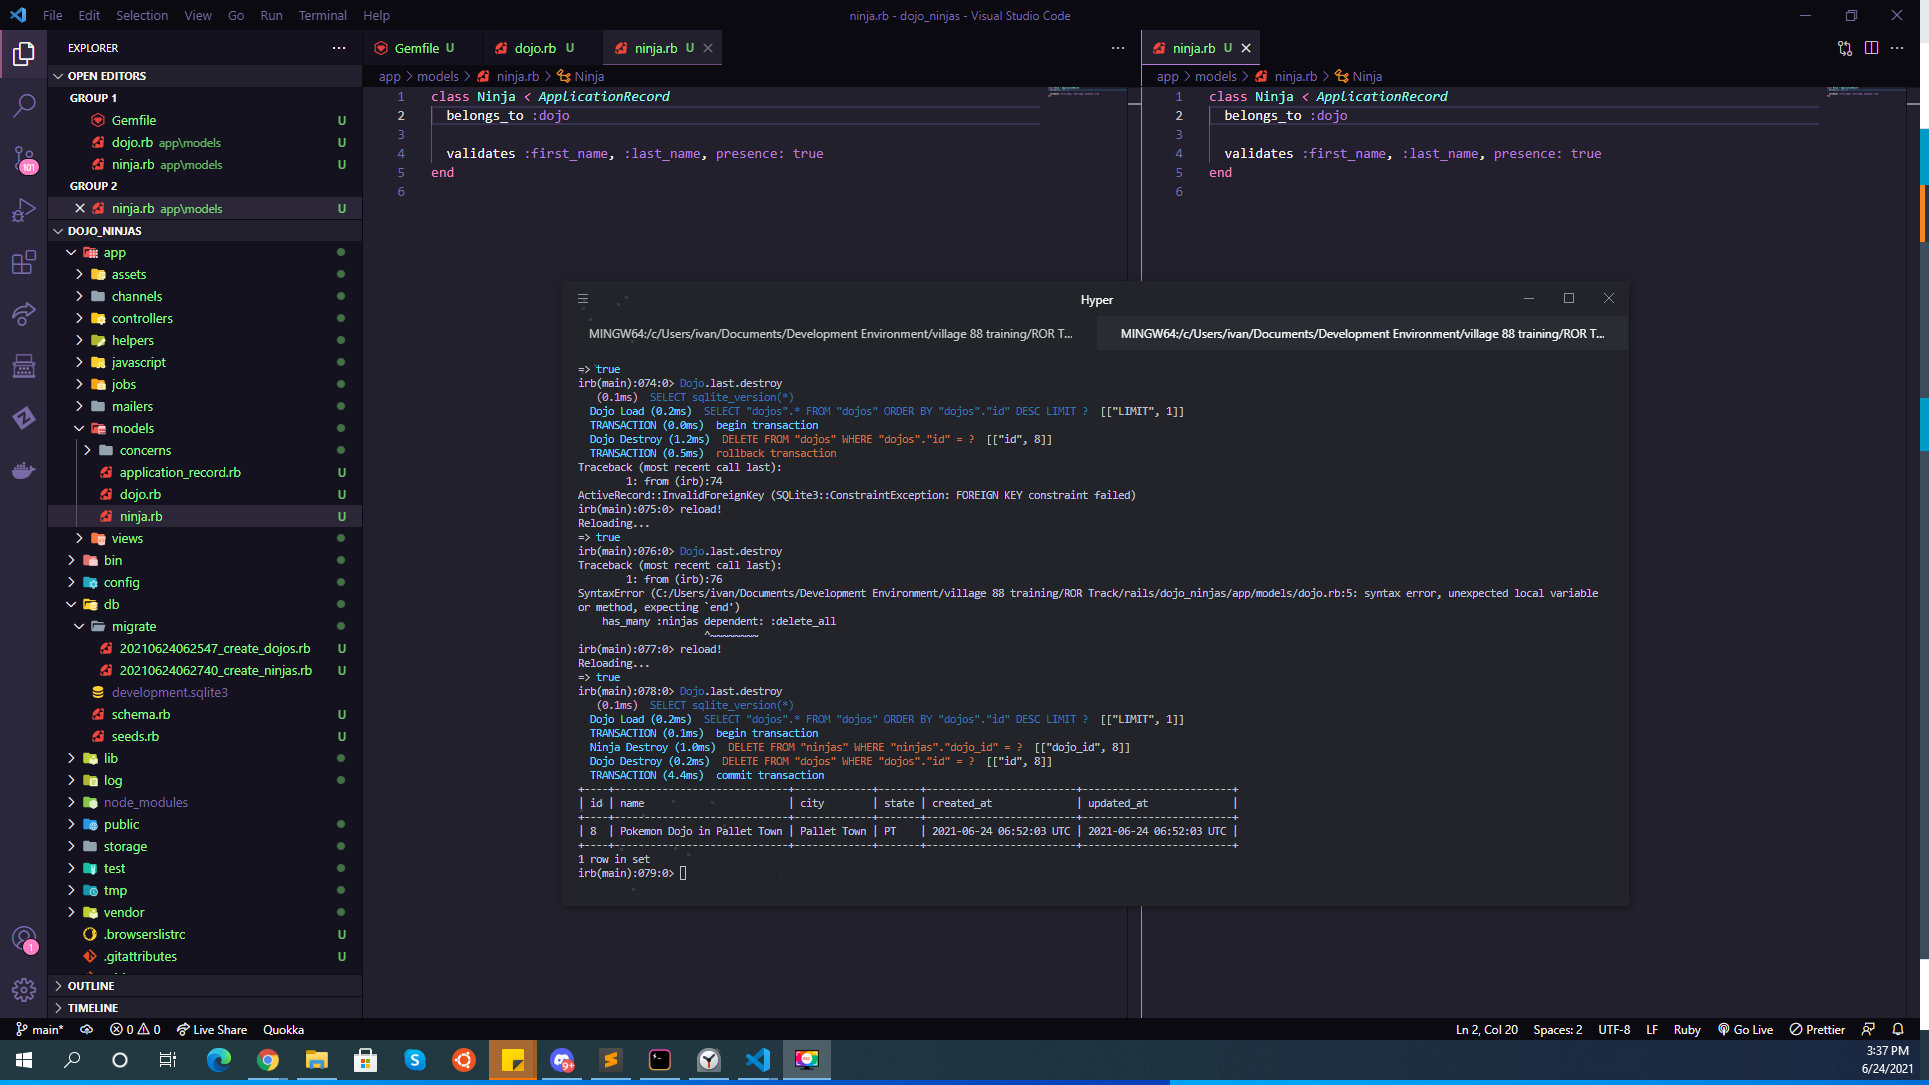 File Edit Selection View Go Run Terminal Help
ninja.rb - dojo_ninjas - Visual Studio Code
EXPLORER
OPEN EDITORS
GROUP 1
Gemfile U
dojo.rb app\models U
ninja.rb app\models U
GROUP 2
ninja.rb app\models U
DOJO_NINJAS
app
assets
channels
controllers
helpers
javascript
jobs
mailers
models
concerns
application_record.rb U
dojo.rb U
ninja.rb U
views
bin
config
db
migrate
20210624062547_create_dojos.rb U
20210624062740_create_ninjas.rb U
development.sqlite3
schema.rb U
seeds.rb U
lib
log
node_modules
public
storage
test
tmp
vendor
.browserslistrc U
.gitattributes U
OUTLINE
TIMELINE
101
1
Gemfile U dojo.rb U ninja.rb U
app > models > ninja.rb > Ninja
1 class Ninja < ApplicationRecord
2 belongs_to :dojo
3
4 validates :first_name, :last_name, presence: true
5 end
6
ninja.rb U
app > models > ninja.rb > Ninja
1 class Ninja < ApplicationRecord
2 belongs_to :dojo
3
4 validates :first_name, :last_name, presence: true
5 end
6
Hyper
MINGW64:/c/Users/ivan/Documents/Development Environment/village 88 training/ROR T...
MINGW64:/c/Users/ivan/Documents/Development Environment/village 88 training/ROR T...
=> true
irb(main):074:0> Dojo.last.destroy
(0.1ms) SELECT sqlite_version(*)
Dojo Load (0.2ms) SELECT "dojos".* FROM "dojos" ORDER BY "dojos"."id" DESC LIMIT ? [["LIMIT", 1]]
TRANSACTION (0.0ms) begin transaction
Dojo Destroy (1.2ms) DELETE FROM "dojos" WHERE "dojos"."id" = ? [["id", 8]]
TRANSACTION (0.5ms) rollback transaction
Traceback (most recent call last):
1: from (irb):74
ActiveRecord::InvalidForeignKey (SQLite3::ConstraintException: FOREIGN KEY constraint failed)
irb(main):075:0> reload!
Reloading...
=> true
irb(main):076:0> Dojo.last.destroy
Traceback (most recent call last):
1: from (irb):76
SyntaxError (C:/Users/ivan/Documents/Development Environment/village 88 training/ROR Track/rails/dojo_ninjas/app/models/dojo.rb:5: syntax error, unexpected local variable
or method, expecting `end')
has_many :ninjas dependent: :delete_all
^~~~~~~~~
irb(main):077:0> reload!
Reloading...
=> true
irb(main):078:0> Dojo.last.destroy
(0.1ms) SELECT sqlite_version(*)
Dojo Load (0.2ms) SELECT "dojos".* FROM "dojos" ORDER BY "dojos"."id" DESC LIMIT ? [["LIMIT", 1]]
TRANSACTION (0.1ms) begin transaction
Ninja Destroy (1.0ms) DELETE FROM "ninjas" WHERE "ninjas"."dojo_id" = ? [["dojo_id", 8]]
Dojo Destroy (0.2ms) DELETE FROM "dojos" WHERE "dojos"."id" = ? [["id", 8]]
TRANSACTION (4.4ms) commit transaction
+----+-----------------------------+-------------+-------+-------------------------+-------------------------+
| id | name | city | state | created_at | updated_at |
+----+-----------------------------+-------------+-------+-------------------------+-------------------------+
| 8 | Pokemon Dojo in Pallet Town | Pallet Town | PT | 2021-06-24 06:52:03 UTC | 2021-06-24 06:52:03 UTC |
+----+-----------------------------+-------------+-------+-------------------------+-------------------------+
1 row in set
irb(main):079:0>
main* 0 0 Live Share Quokka
Ln 2, Col 20 Spaces: 2 UTF-8 LF Ruby Go Live Prettier
9+
3:37 PM
6/24/2021